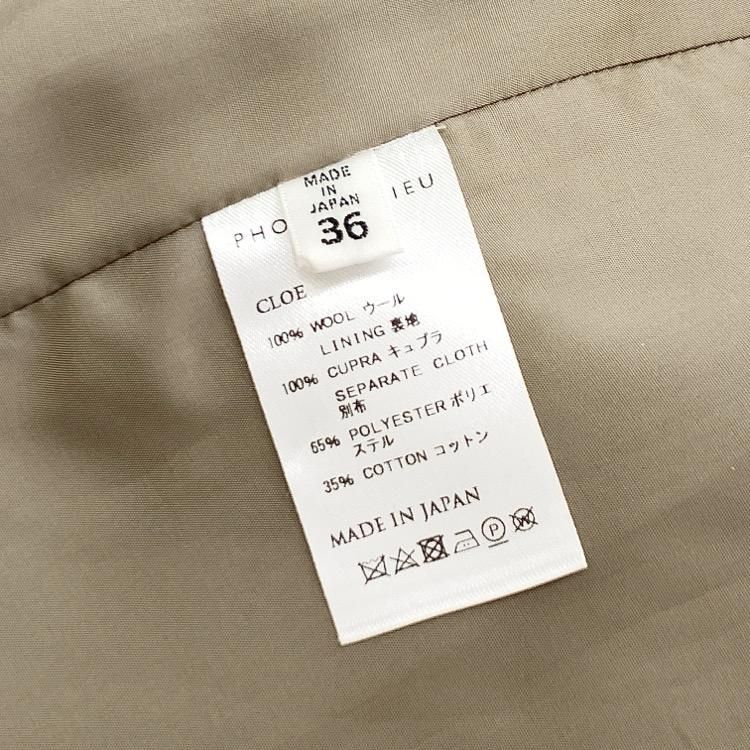 MADE
IN
JAPAN
36
PHO IEU
CLOE
100% WOOL ウール
LINING 裏地
100% CUPRA キュプラ
SEPARATE CLOTH
別布
65% POLYESTER ポリエ
ステル
35% COTTON コットン
MADE IN JAPAN
P W